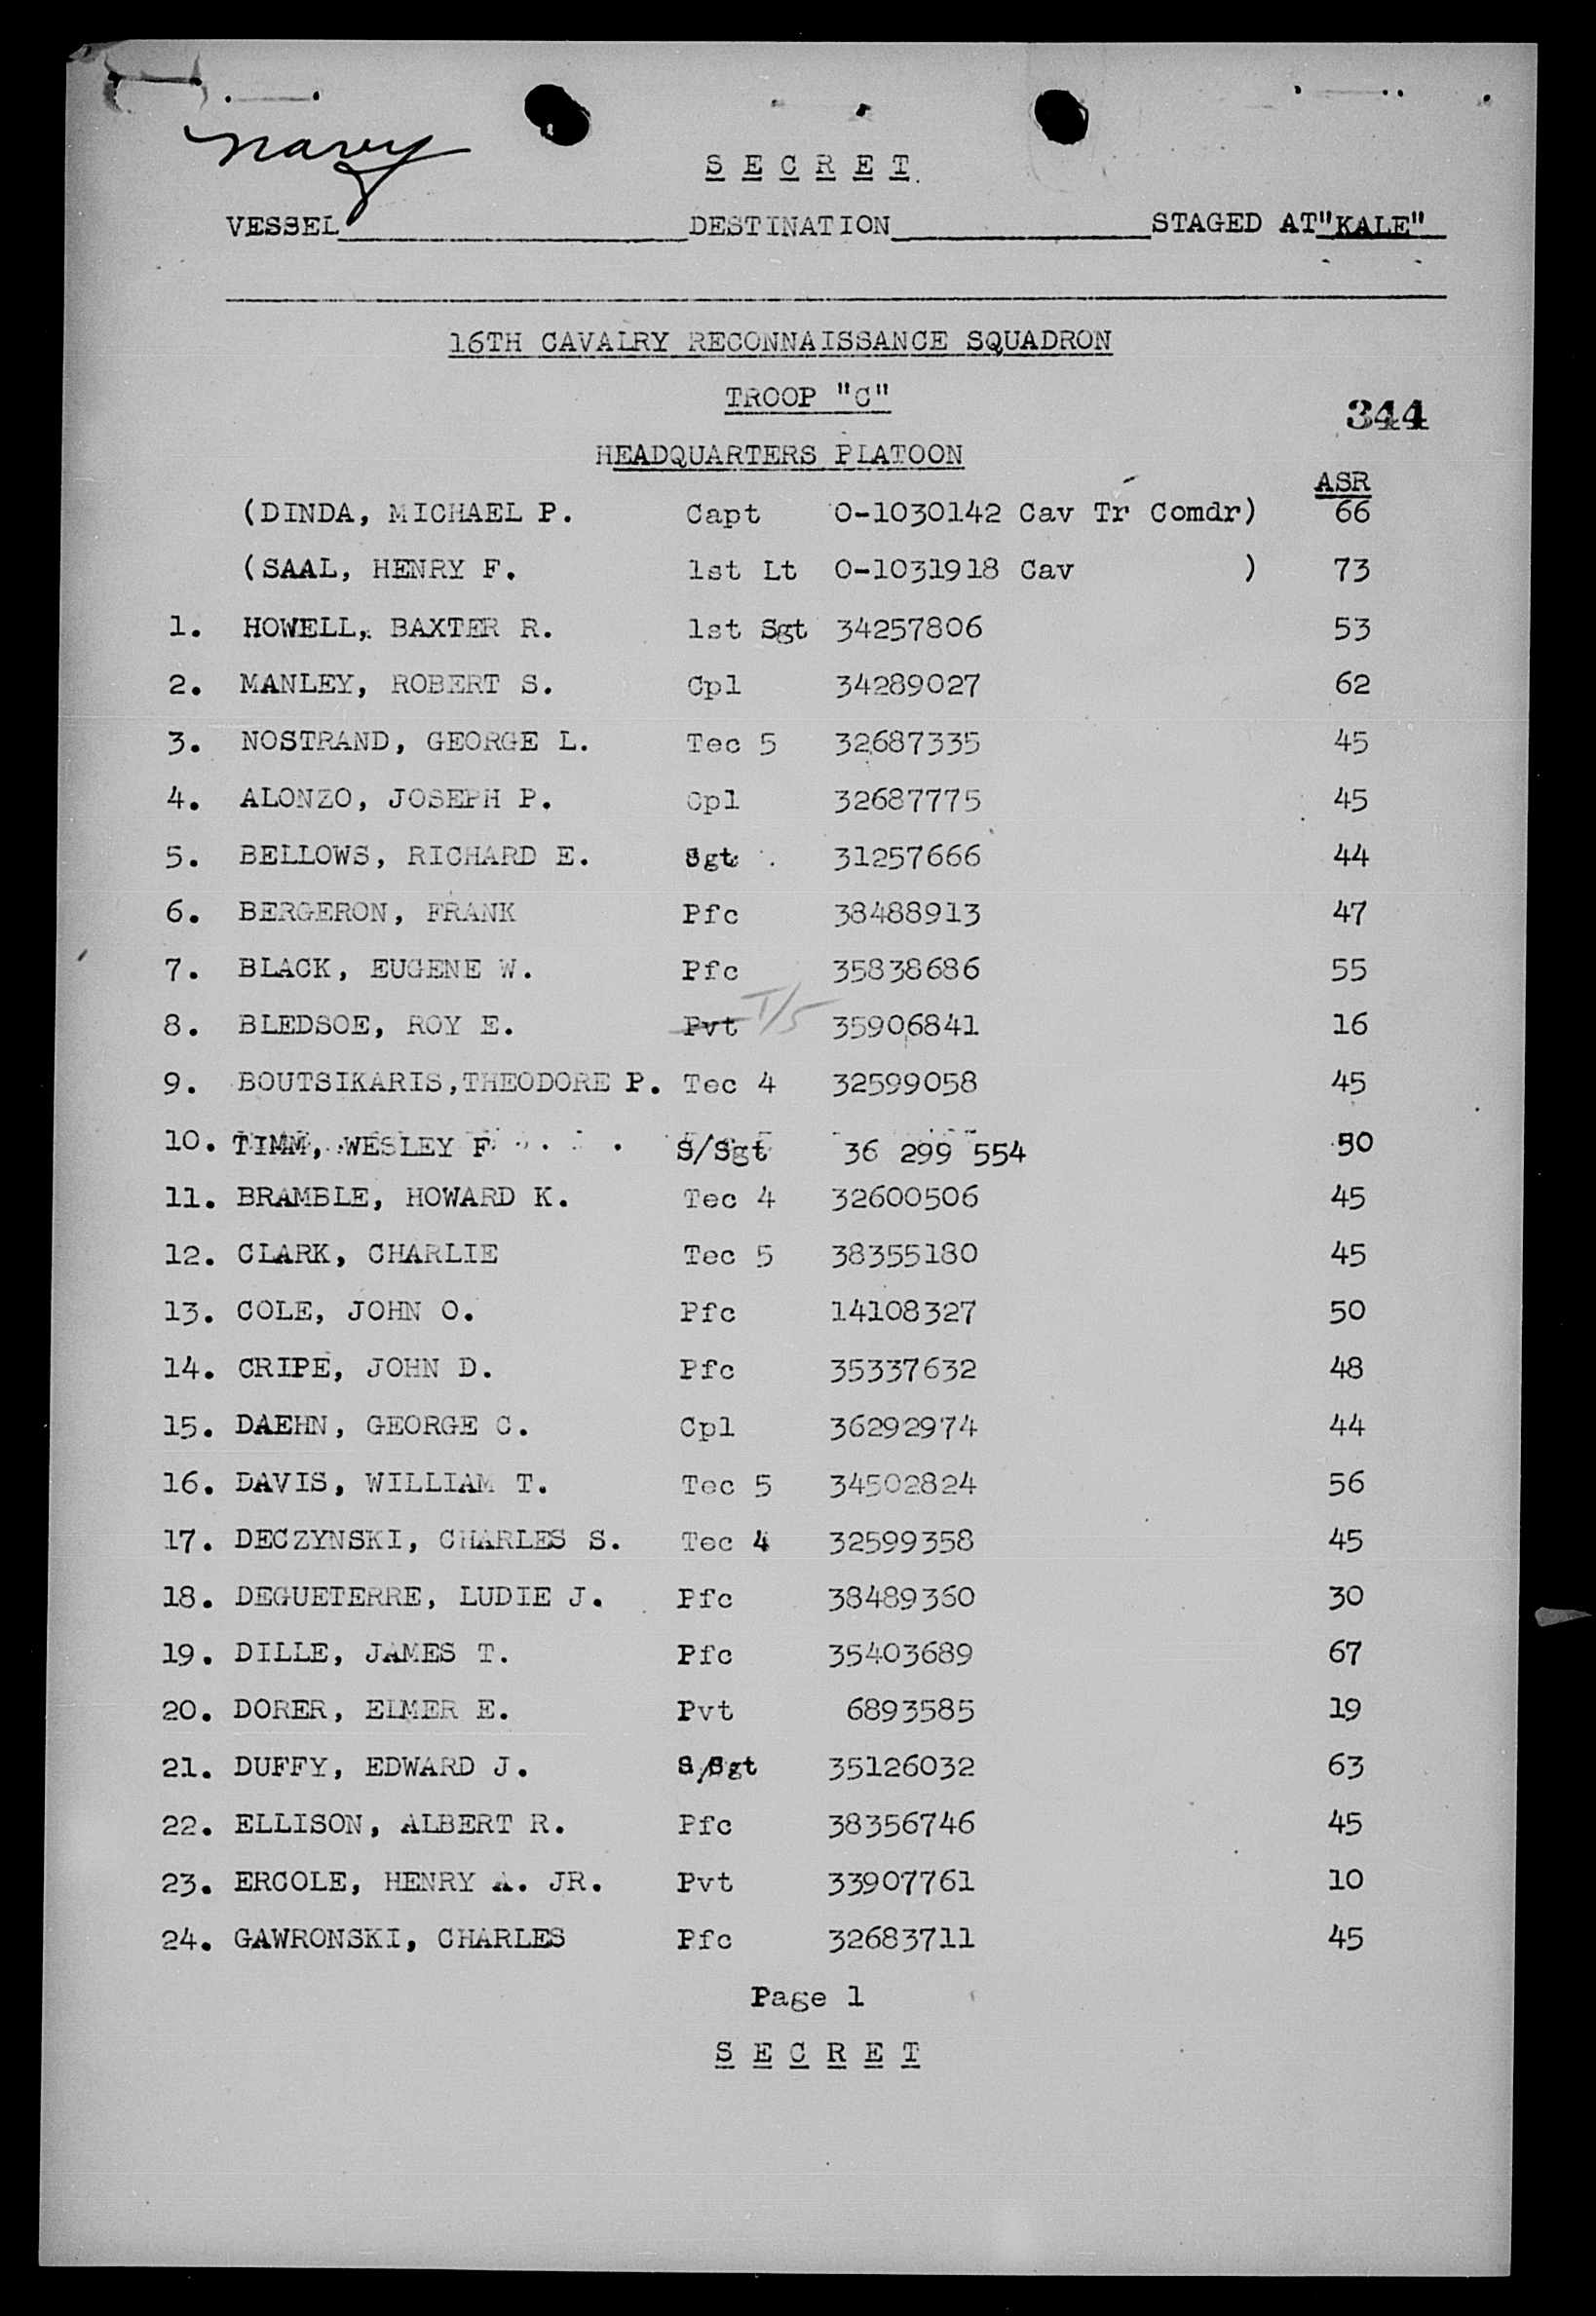 Navy
S E C R E T
VESSEL____________DESTINATION____________STAGED AT "KALE"
16TH CAVALRY RECONNAISSANCE SQUADRON
TROOP "C"
344
HEADQUARTERS PLATOON
ASR
(DINDA, MICHAEL P. Capt O-1030142 Cav Tr Comdr) 66
(SAAL, HENRY F. 1st Lt O-1031918 Cav ) 73
1. HOWELL, BAXTER R. 1st Sgt 34257806 53
2. MANLEY, ROBERT S. Cpl 34289027 62
3. NOSTRAND, GEORGE L. Tec 5 32687335 45
4. ALONZO, JOSEPH P. Cpl 32687775 45
5. BELLOWS, RICHARD E. Sgt 31257666 44
6. BERGERON, FRANK Pfc 38488913 47
7. BLACK, EUGENE W. Pfc 35838686 55
8. BLEDSOE, ROY E. Pvt T/5 35906841 16
9. BOUTSIKARIS,THEODORE P. Tec 4 32599058 45
10. TIMM, WESLEY F S/Sgt 36 299 554 50
11. BRAMBLE, HOWARD K. Tec 4 32600506 45
12. CLARK, CHARLIE Tec 5 38355180 45
13. COLE, JOHN O. Pfc 14108327 50
14. CRIPE, JOHN D. Pfc 35337632 48
15. DAEHN, GEORGE C. Cpl 36292974 44
16. DAVIS, WILLIAM T. Tec 5 34502824 56
17. DECZYNSKI, CHARLES S. Tec 4 32599358 45
18. DEGUETERRE, LUDIE J. Pfc 38489360 30
19. DILLE, JAMES T. Pfc 35403689 67
20. DORER, ELMER E. Pvt 6893585 19
21. DUFFY, EDWARD J. S/Sgt 35126032 63
22. ELLISON, ALBERT R. Pfc 38356746 45
23. ERCOLE, HENRY A. JR. Pvt 33907761 10
24. GAWRONSKI, CHARLES Pfc 32683711 45
Page 1
S E C R E T